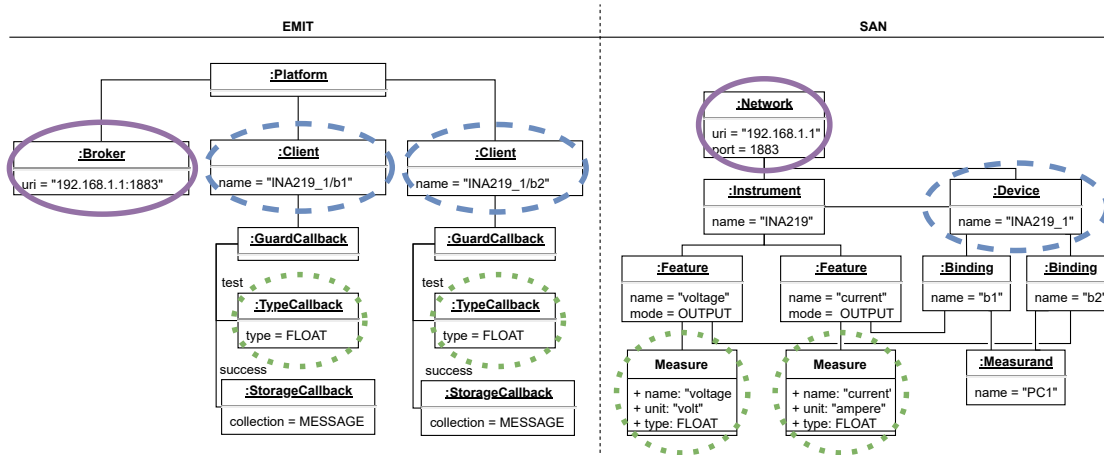 EMIT
SAN
:Platform
:Broker
uri = "192.168.1.1:1883"
:Client
name = "INA219_1/b1"
:Client
name = "INA219_1/b2"
:GuardCallback
:GuardCallback
test
test
:TypeCallback
type = FLOAT
:TypeCallback
type = FLOAT
success
success
:StorageCallback
collection = MESSAGE
:StorageCallback
collection = MESSAGE
:Network
uri = "192.168.1.1"
port = 1883
:Instrument
name = "INA219"
:Device
name = "INA219_1"
:Feature
name = "voltage"
mode = OUTPUT
:Feature
name = "current"
mode = OUTPUT
:Binding
name = "b1"
:Binding
name = "b2"
Measure
+ name: "voltage
+ unit: "volt"
+ type: FLOAT
Measure
+ name: "current'
+ unit: "ampere"
+ type: FLOAT
:Measurand
name = "PC1"